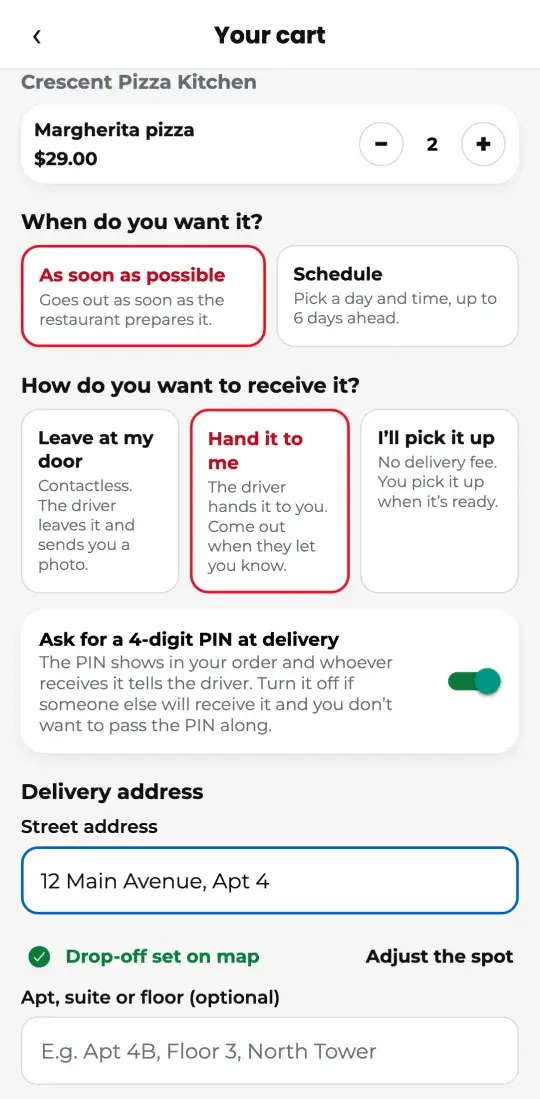 Your cart
Crescent Pizza Kitchen
Margherita pizza
$29.00
2
When do you want it?
As soon as possible
Goes out as soon as the
restaurant prepares it.
Schedule
Pick a day and time, up to
6 days ahead.
How do you want to receive it?
Leave at my
door
Contactless.
The driver
leaves it and
sends you a
photo.
Hand it to
me
The driver
hands it to you.
Come out
when they let
you know.
I’ll pick it up
No delivery fee.
You pick it up
when it’s ready.
Ask for a 4-digit PIN at delivery
The PIN shows in your order and whoever
receives it tells the driver. Turn it off if
someone else will receive it and you don’t
want to pass the PIN along.
Delivery address
Street address
12 Main Avenue, Apt 4
Drop-off set on map
Adjust the spot
Apt, suite or floor (optional)
E.g. Apt 4B, Floor 3, North Tower